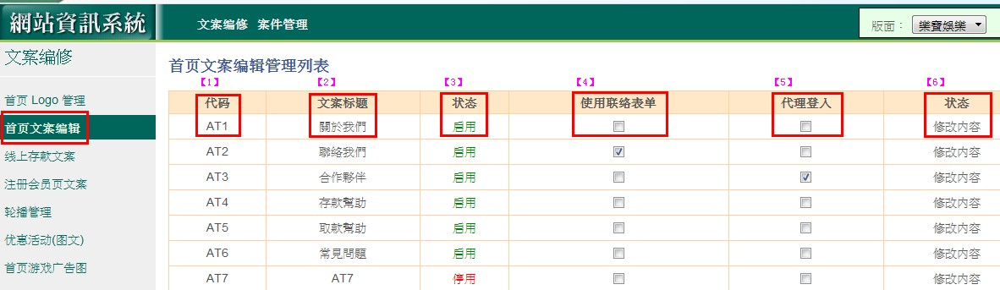 網站資訊系統
文案编修 案件管理
版面： 樂寶娛樂
文案编修
首页 Logo 管理
首页文案编辑
线上存款文案
注册会员页文案
轮播管理
优惠活动(图文)
首页游戏广告图
首页文案编辑管理列表
【1】 【2】 【3】 【4】 【5】 【6】
代码 文案标题 状态 使用联络表单 代理登入 状态
AT1 關於我們 启用 修改内容
AT2 聯絡我們 启用 修改内容
AT3 合作夥伴 启用 修改内容
AT4 存款幫助 启用 修改内容
AT5 取款幫助 启用 修改内容
AT6 常見問題 启用 修改内容
AT7 AT7 停用 修改内容